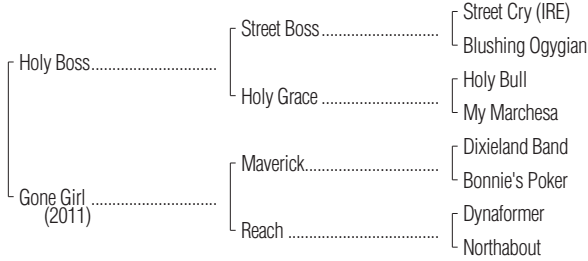 Street Cry (IRE)
Street Boss
Blushing Ogygian
Holy Boss
Holy Bull
Holy Grace
My Marchesa
Dixieland Band
Maverick
Bonnie's Poker
Gone Girl
(2011)
Dynaformer
Reach
Northabout